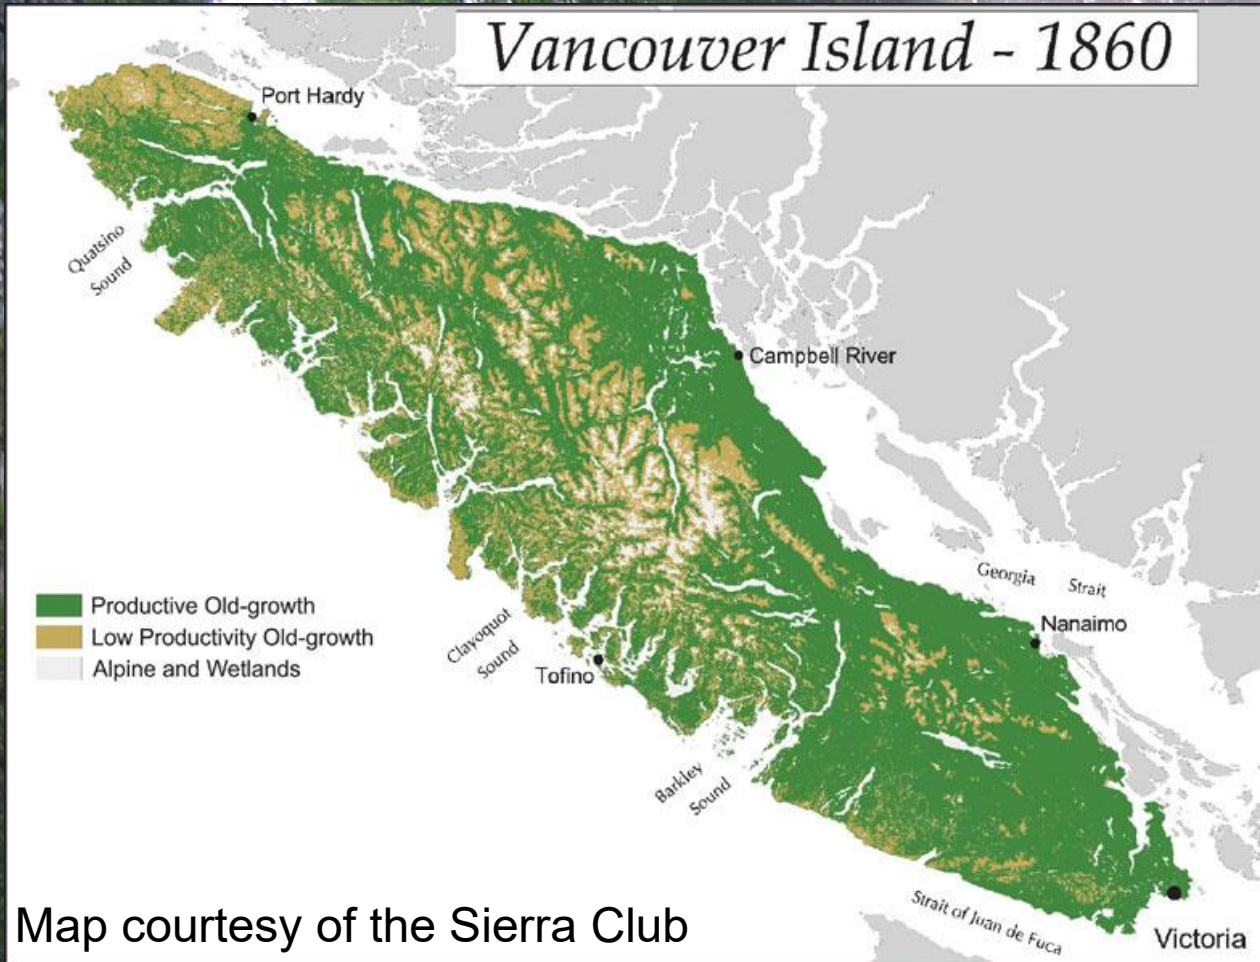 Vancouver Island - 1860
Port Hardy
Quatsino
Sound
Campbell River
Georgia Strait
Nanaimo
Productive Old-growth
Low Productivity Old-growth
Alpine and Wetlands
Clayoquot
Sound
Tofino
Barkley
Sound
Strait of Juan de Fuca
Victoria
Map courtesy of the Sierra Club